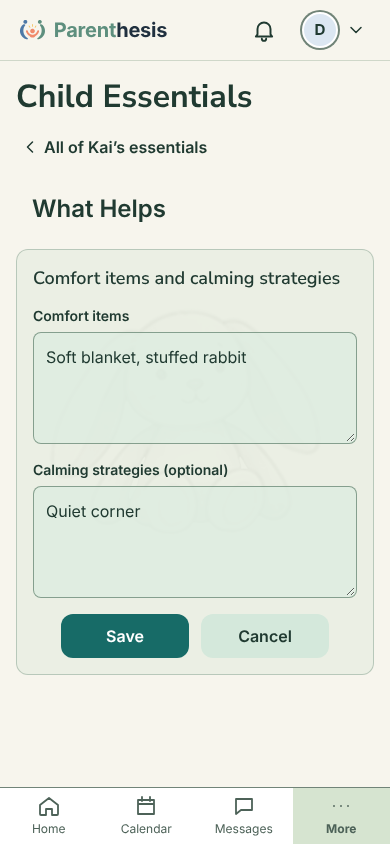 Parenthesis
D
Child Essentials
All of Kai’s essentials
What Helps
Comfort items and calming strategies
Comfort items
Soft blanket, stuffed rabbit
Calming strategies (optional)
Quiet corner
Save
Cancel
Home
Calendar
Messages
More